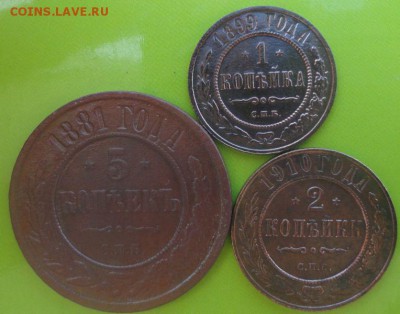 COINS.LAVE.RU
1899 ГОДА
1
КОПѢЙКА
С.П.Б.
1881 ГОДА
5
КОПѢЕКЪ
С.П.Б.
1910 ГОДА
2
КОПѢЙКИ
С.П.Б.